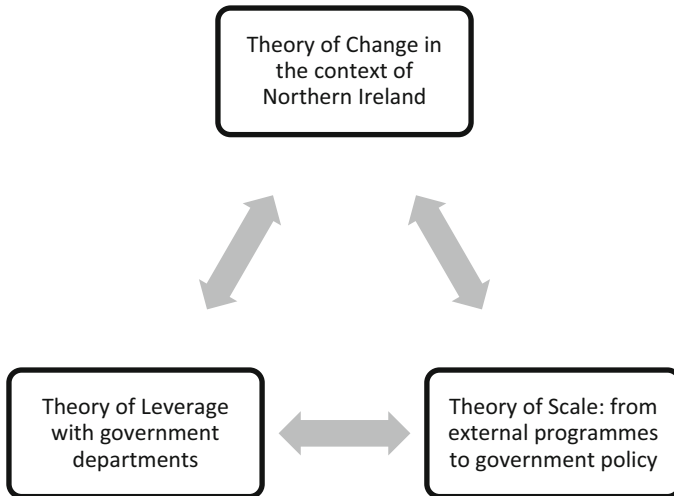 Theory of Change in
the context of
Northern Ireland
Theory of Leverage
with government
departments
Theory of Scale: from
external programmes
to government policy